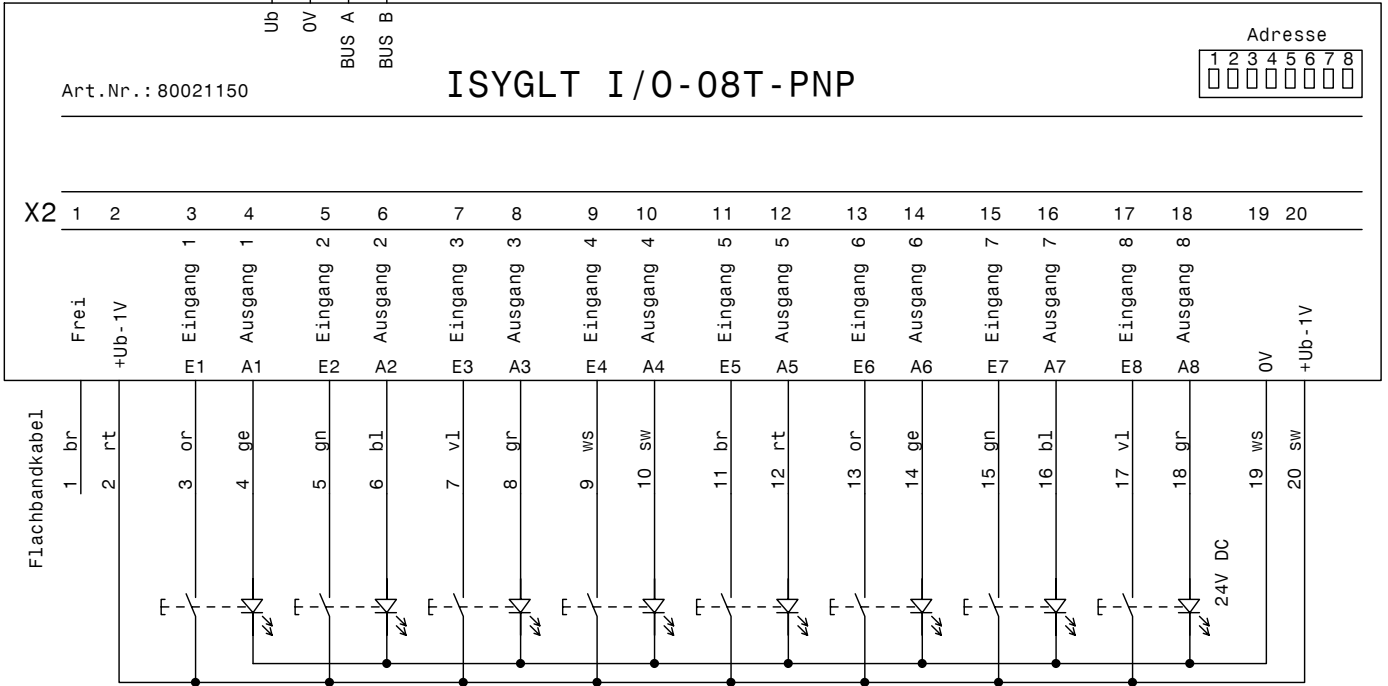 Ub
0V
BUS A
BUS B
Adresse
1 2 3 4 5 6 7 8
Art.Nr.: 80021150
ISYGLT I/O-08T-PNP
X2 1 2 3 4 5 6 7 8 9 10 11 12 13 14 15 16 17 18 19 20
Frei
+Ub-1V
Eingang 1
Ausgang 1
Eingang 2
Ausgang 2
Eingang 3
Ausgang 3
Eingang 4
Ausgang 4
Eingang 5
Ausgang 5
Eingang 6
Ausgang 6
Eingang 7
Ausgang 7
Eingang 8
Ausgang 8
0V
+Ub-1V
E1 A1 E2 A2 E3 A3 E4 A4 E5 A5 E6 A6 E7 A7 E8 A8
Flachbandkabel
1 br
2 rt
3 or
4 ge
5 gn
6 bl
7 vl
8 gr
9 ws
10 sw
11 br
12 rt
13 or
14 ge
15 gn
16 bl
17 vl
18 gr
19 ws
20 sw
24V DC